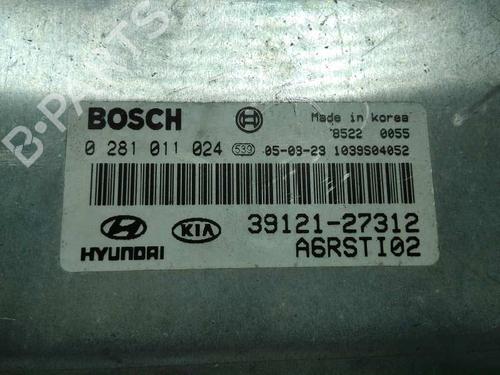 B-PARTS
BOSCH
Made in korea
8522 0055
0 281 011 024 539 05-03-23 1039S04052
HYUNDAI
KIA
39121-27312
A6RSTI02